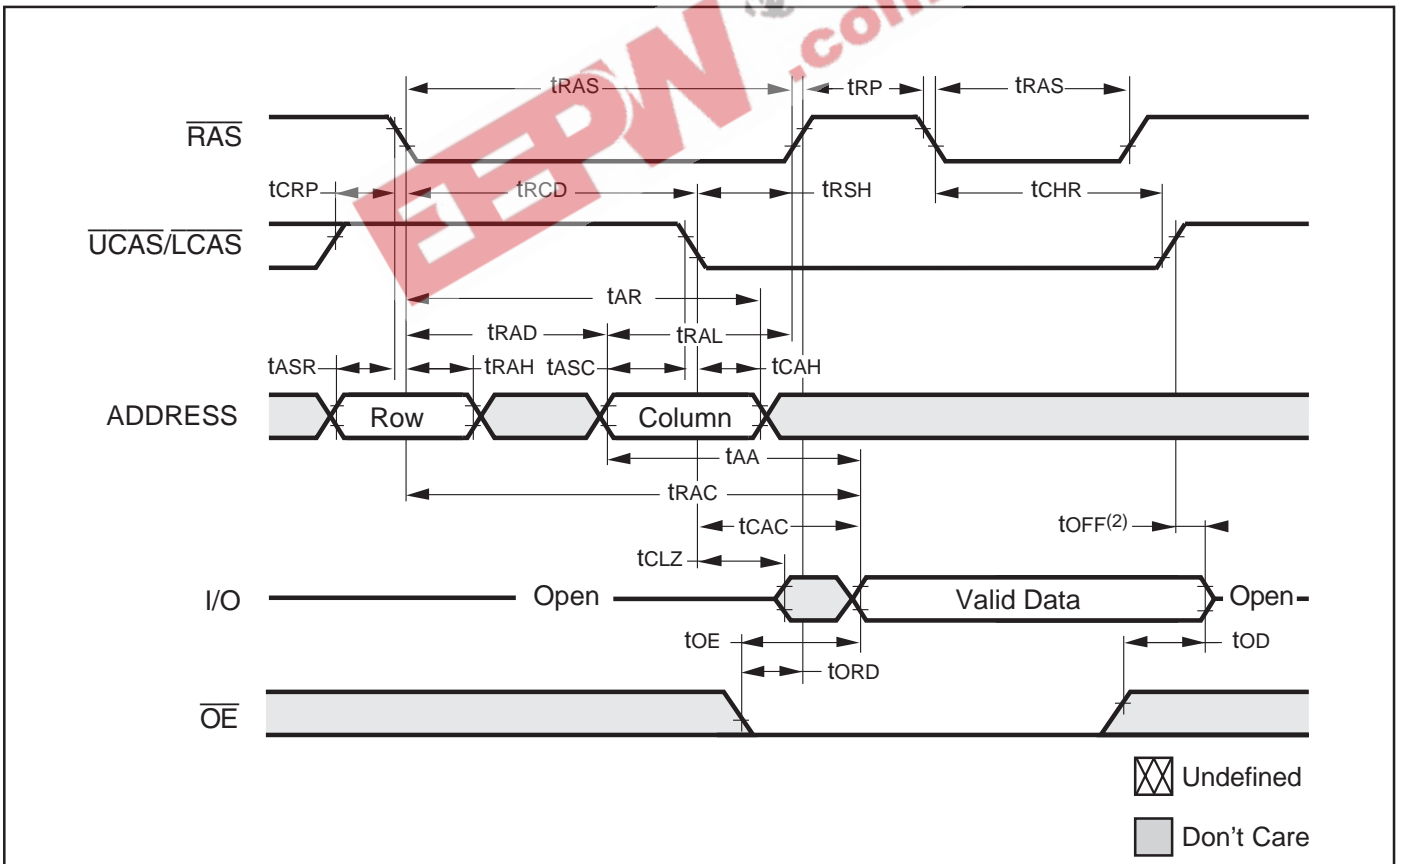 EEPW.com
tRAS tRP tRAS
RAS
tCRP tRCD tRSH tCHR
UCAS/LCAS
tAR
tRAD tRAL
tASR tRAH tASC tCAH
ADDRESS Row Column
tAA
tRAC
tCAC tOFF(2)
tCLZ
I/O Open Valid Data Open
tOE tOD
tORD
OE
Undefined
Don't Care